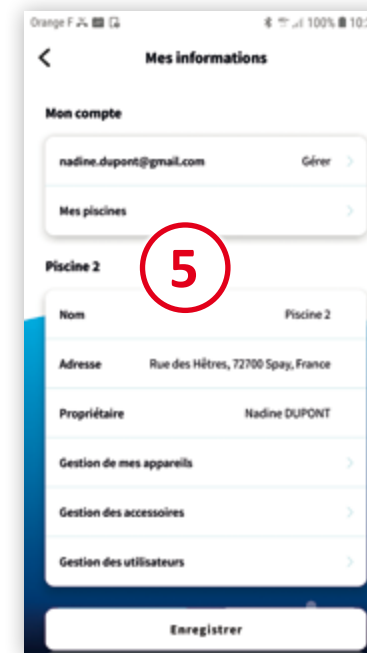 Orange F 100% 10:
Mes informations
Mon compte
nadine.dupont@gmail.com Gérer
Mes piscines
Piscine 2
5
Nom Piscine 2
Adresse Rue des Hêtres, 72700 Spay, France
Propriétaire Nadine DUPONT
Gestion de mes appareils
Gestion des accessoires
Gestion des utilisateurs
Enregistrer